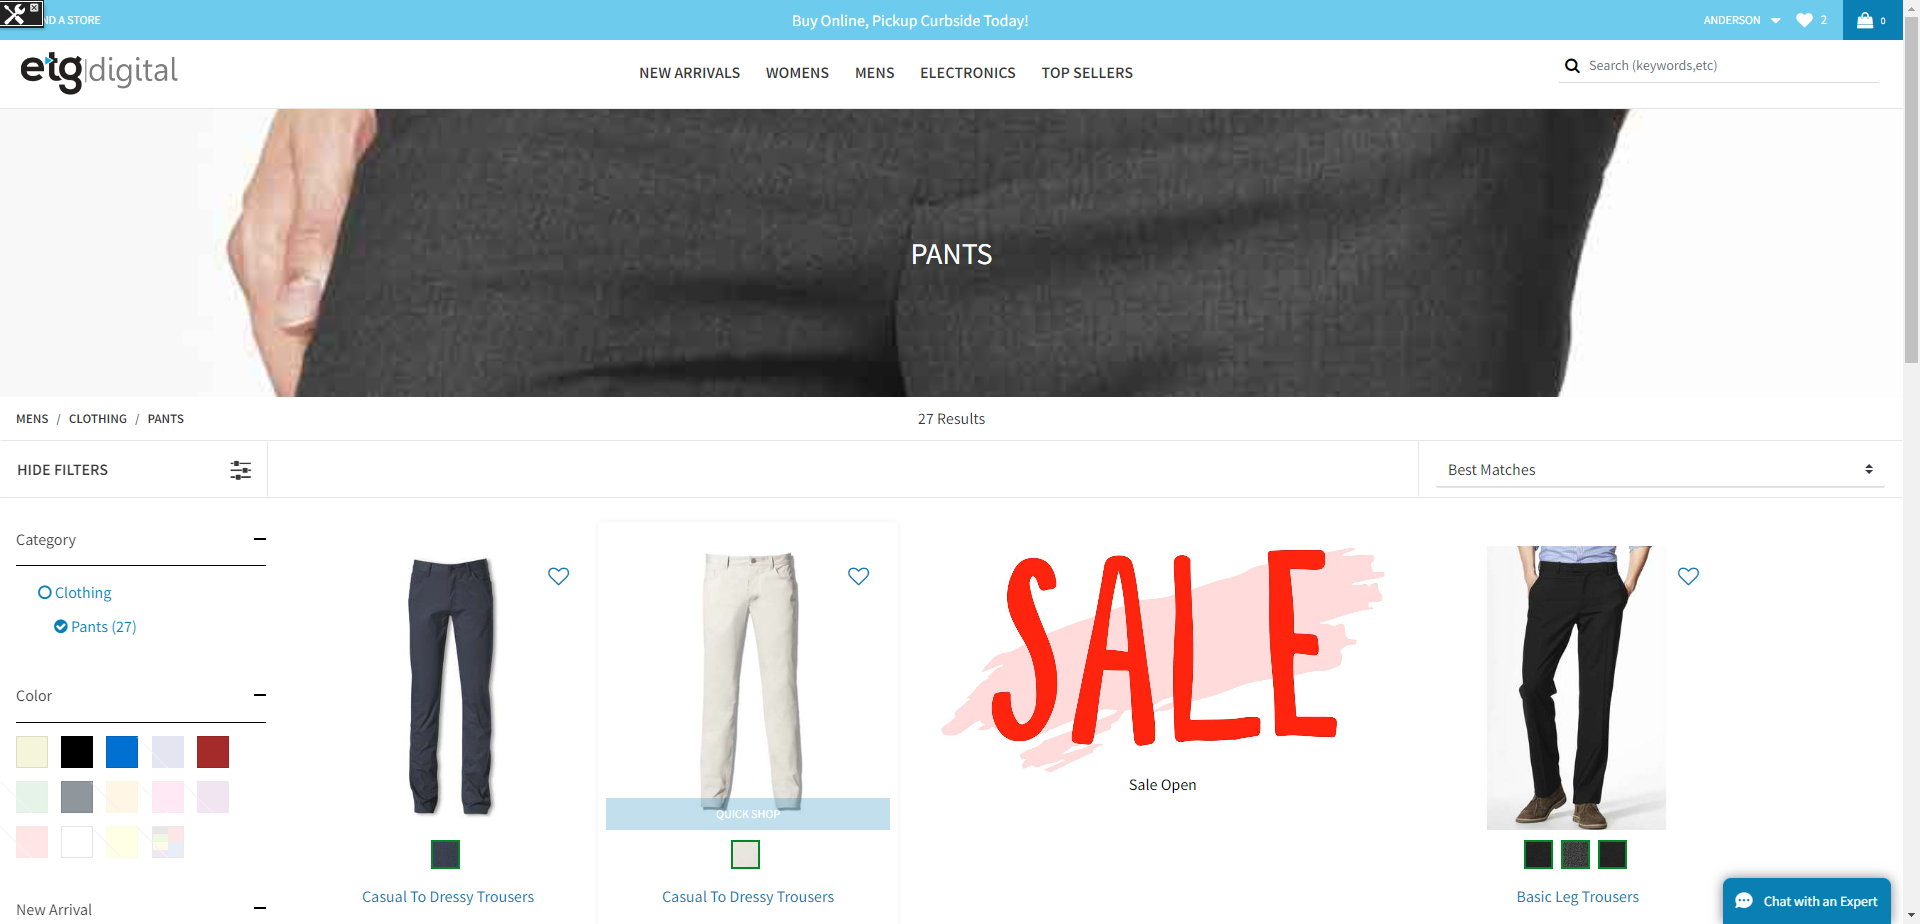 ND A STORE
Buy Online, Pickup Curbside Today!
ANDERSON
2
0
etg|digital
NEW ARRIVALS
WOMENS
MENS
ELECTRONICS
TOP SELLERS
Search (keywords,etc)
PANTS
MENS / CLOTHING / PANTS
27 Results
HIDE FILTERS
Best Matches
Category
Clothing
Pants (27)
Color
New Arrival
SALE
Sale Open
QUICK SHOP
Casual To Dressy Trousers
Casual To Dressy Trousers
Basic Leg Trousers
Chat with an Expert